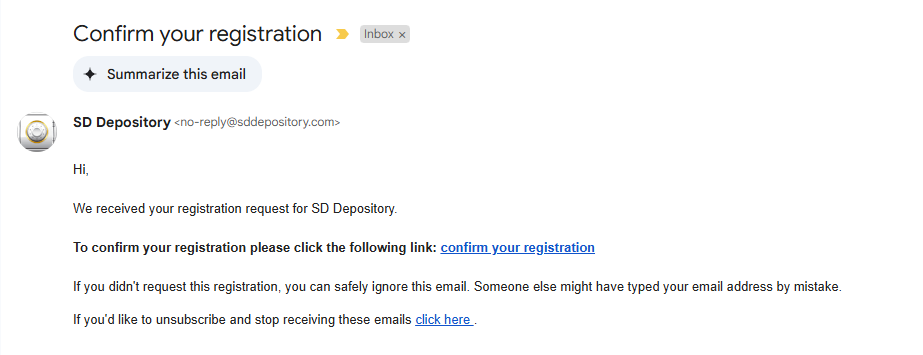 Confirm your registration Inbox ×
Summarize this email
SD Depository <no-reply@sddepository.com>
Hi,
We received your registration request for SD Depository.
To confirm your registration please click the following link: confirm your registration
If you didn't request this registration, you can safely ignore this email. Someone else might have typed your email address by mistake.
If you'd like to unsubscribe and stop receiving these emails click here .